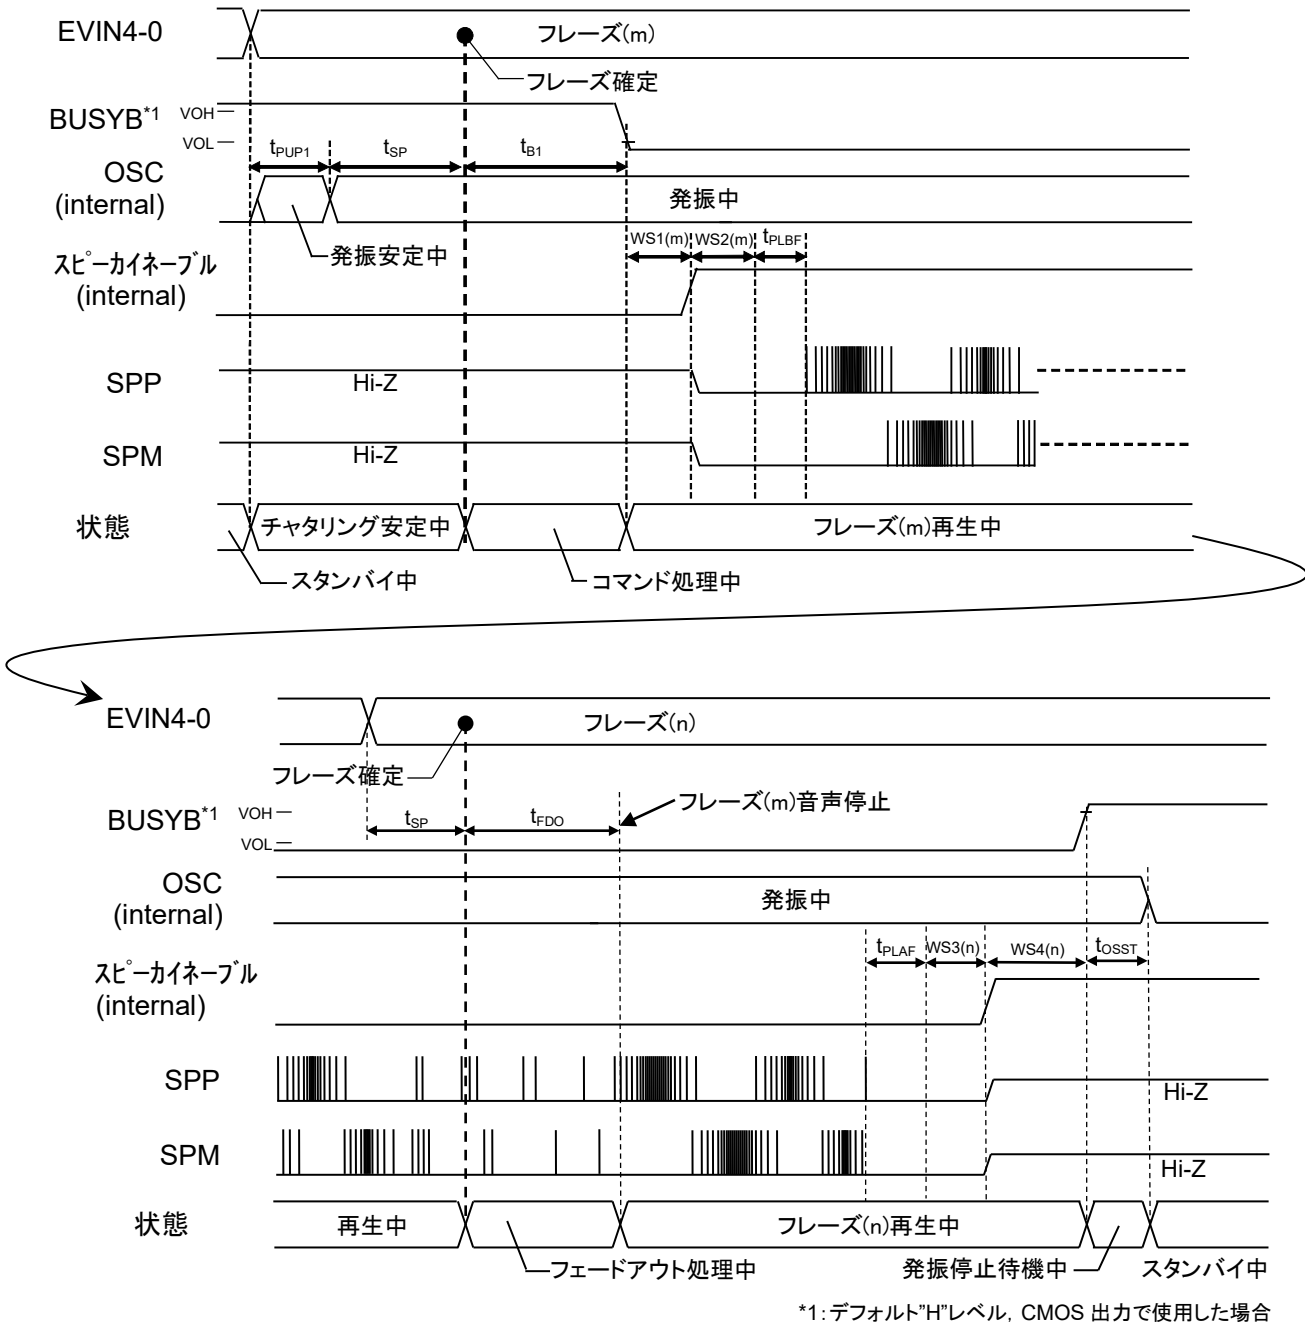 EVIN4-0
フレーズ(m)
フレーズ確定
BUSYB*1
VOH
VOL
tPUP1
tSP
tB1
OSC
(internal)
発振中
発振安定中
WS1(m)
WS2(m)
tPLBF
スピーカイネーブル
(internal)
SPP
Hi-Z
SPM
Hi-Z
状態
チャタリング安定中
フレーズ(m)再生中
スタンバイ中
コマンド処理中
EVIN4-0
フレーズ(n)
フレーズ確定
フレーズ(m)音声停止
BUSYB*1
VOH
VOL
tSP
tFDO
OSC
(internal)
発振中
tPLAF
WS3(n)
WS4(n)
tOSST
スピーカイネーブル
(internal)
SPP
Hi-Z
SPM
Hi-Z
状態
再生中
フレーズ(n)再生中
フェードアウト処理中
発振停止待機中
スタンバイ中
*1:デフォルト"H"レベル, CMOS 出力で使用した場合